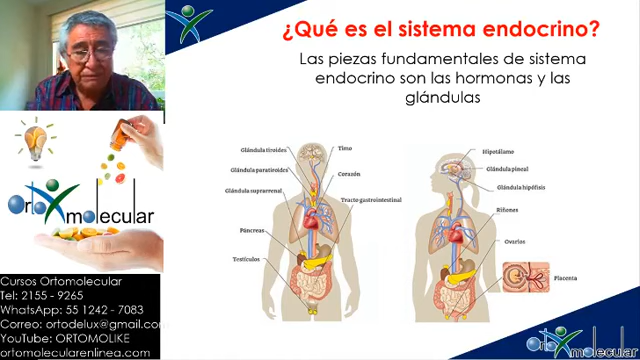 ¿Qué es el sistema endocrino?
Las piezas fundamentales de sistema
endocrino son las hormonas y las
glándulas
Glándula tiroides
Timo
Glándula paratiroides
Corazón
Glándula suprarrenal
Tracto gastrointestinal
Páncreas
Testículos
Hipotálamo
Glándula pineal
Glándula hipófisis
Riñones
Ovarios
Placenta
Orto molecular
Cursos Ortomolecular
Tel: 2155 - 9265
WhatsApp: 55 1242 - 7083
Correo: ortodelux@gmail.com
YouTube: ORTOMOLIKE
ortomolecularenlinea.com
Orto molecular